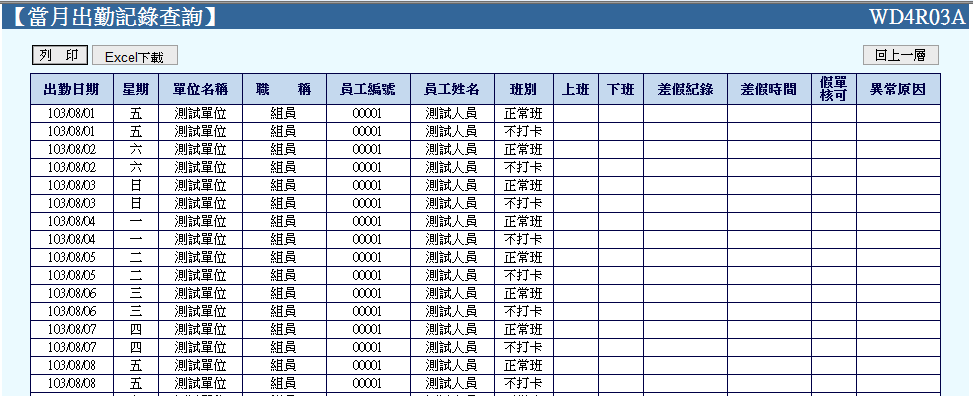 【當月出勤記錄查詢】 WD4R03A
列 印 Excel下載 回上一層
出勤日期 星期 單位名稱 職 稱 員工編號 員工姓名 班別 上班 下班 差假紀錄 差假時間 假單核可 異常原因
103/08/01 五 測試單位 組員 00001 測試人員 正常班
103/08/01 五 測試單位 組員 00001 測試人員 不打卡
103/08/02 六 測試單位 組員 00001 測試人員 正常班
103/08/02 六 測試單位 組員 00001 測試人員 不打卡
103/08/03 日 測試單位 組員 00001 測試人員 正常班
103/08/03 日 測試單位 組員 00001 測試人員 不打卡
103/08/04 一 測試單位 組員 00001 測試人員 正常班
103/08/04 一 測試單位 組員 00001 測試人員 不打卡
103/08/05 二 測試單位 組員 00001 測試人員 正常班
103/08/05 二 測試單位 組員 00001 測試人員 不打卡
103/08/06 三 測試單位 組員 00001 測試人員 正常班
103/08/06 三 測試單位 組員 00001 測試人員 不打卡
103/08/07 四 測試單位 組員 00001 測試人員 正常班
103/08/07 四 測試單位 組員 00001 測試人員 不打卡
103/08/08 五 測試單位 組員 00001 測試人員 正常班
103/08/08 五 測試單位 組員 00001 測試人員 不打卡